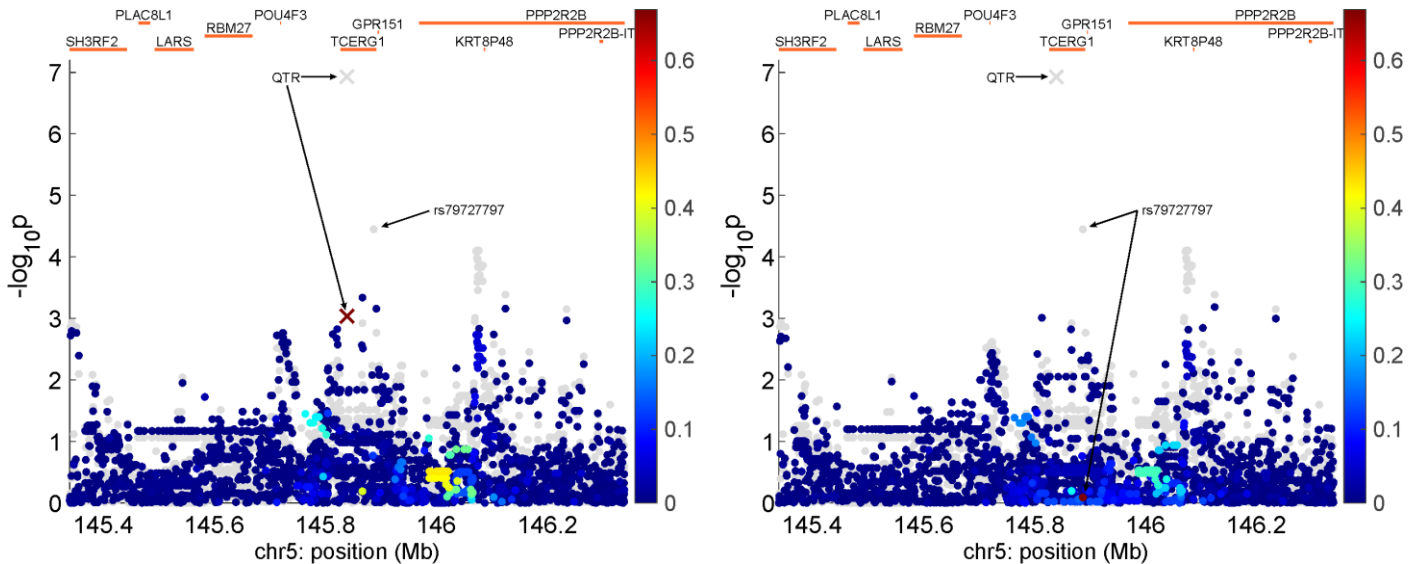 PLAC8L1 POU4F3 GPR151 PPP2R2B
SH3RF2 LARS RBM27 TCERG1 KRT8P48 PPP2R2B-IT
QTR
rs79727797
-log10p
7
6
5
4
3
2
1
0
145.4 145.6 145.8 146 146.2
chr5: position (Mb)
0.6
0.5
0.4
0.3
0.2
0.1
0
PLAC8L1 POU4F3 GPR151 PPP2R2B
SH3RF2 LARS RBM27 TCERG1 KRT8P48 PPP2R2B-IT
QTR
rs79727797
-log10p
7
6
5
4
3
2
1
0
145.4 145.6 145.8 146 146.2
chr5: position (Mb)
0.6
0.5
0.4
0.3
0.2
0.1
0